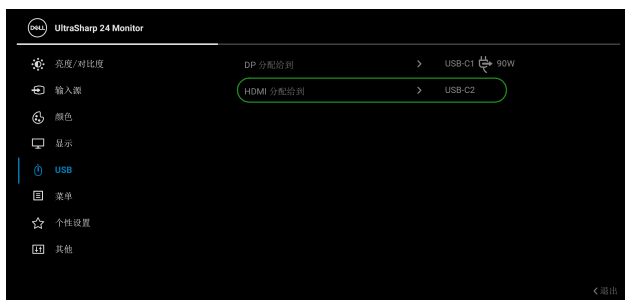 DELL UltraSharp 24 Monitor
亮度/对比度
DP 分配给到 USB-C1 90W
输入源
HDMI 分配给到 USB-C2
颜色
显示
USB
菜单
个性设置
其他
退出